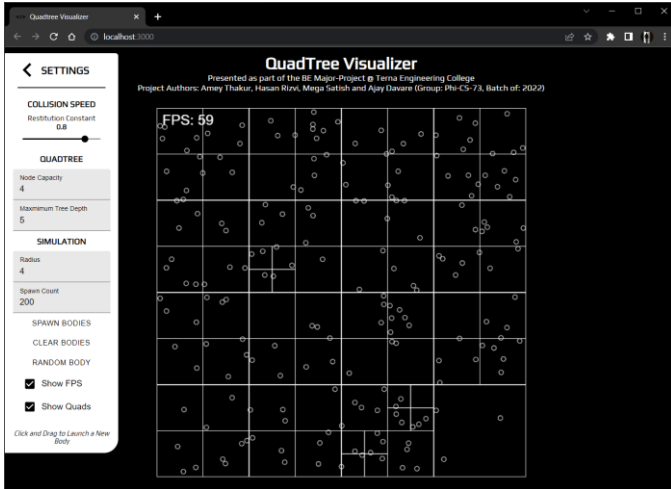 Quadtree Visualizer
localhost:3000
SETTINGS
COLLISION SPEED
Restitution Constant
0.8
QUADTREE
Node Capacity
4
Maxmimum Tree Depth
5
SIMULATION
Radius
4
Spawn Count
200
SPAWN BODIES
CLEAR BODIES
RANDOM BODY
Show FPS
Show Quads
Click and Drag to Launch a New
Body
QuadTree Visualizer
Presented as part of the BE Major-Project @ Terna Engineering College
Project Authors: Amey Thakur, Hasan Rizvi, Mega Satish and Ajay Davare (Group: Phi-CS-73, Batch of: 2022)
FPS: 59